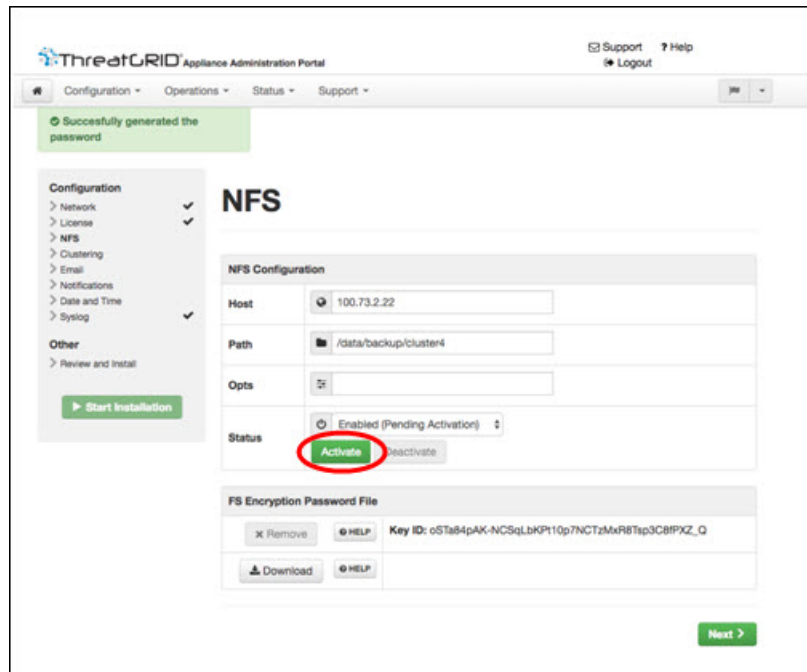 ThreatGRID Appliance Administration Portal
Support ? Help
Logout
Configuration Operations Status Support
Succesfully generated the
password
Configuration
Network
License
NFS
Clustering
Email
Notifications
Date and Time
Syslog
Other
Review and Install
Start Installation
NFS
NFS Configuration
Host 100.73.2.22
Path /data/backup/cluster4
Opts
Status Enabled (Pending Activation)
Activate Deactivate
FS Encryption Password File
Remove HELP Key ID: oSTa84pAK-NCSqLbKPt10p7NCTzMxR8Tsp3C8fPXZ_Q
Download HELP
Next